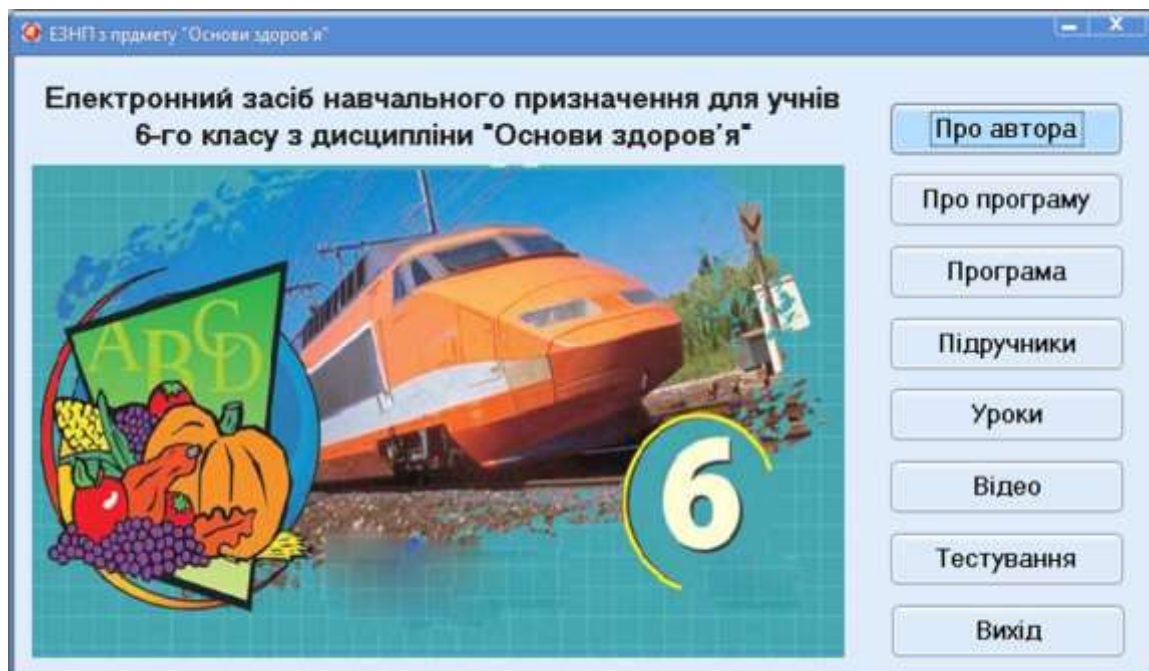 ЕЗНП з прдмету "Основи здоров'я"
Електронний засіб навчального призначення для учнів
6-го класу з дисципліни "Основи здоров'я"
ABCD
6
Про автора
Про програму
Програма
Підручники
Уроки
Відео
Тестування
Вихід